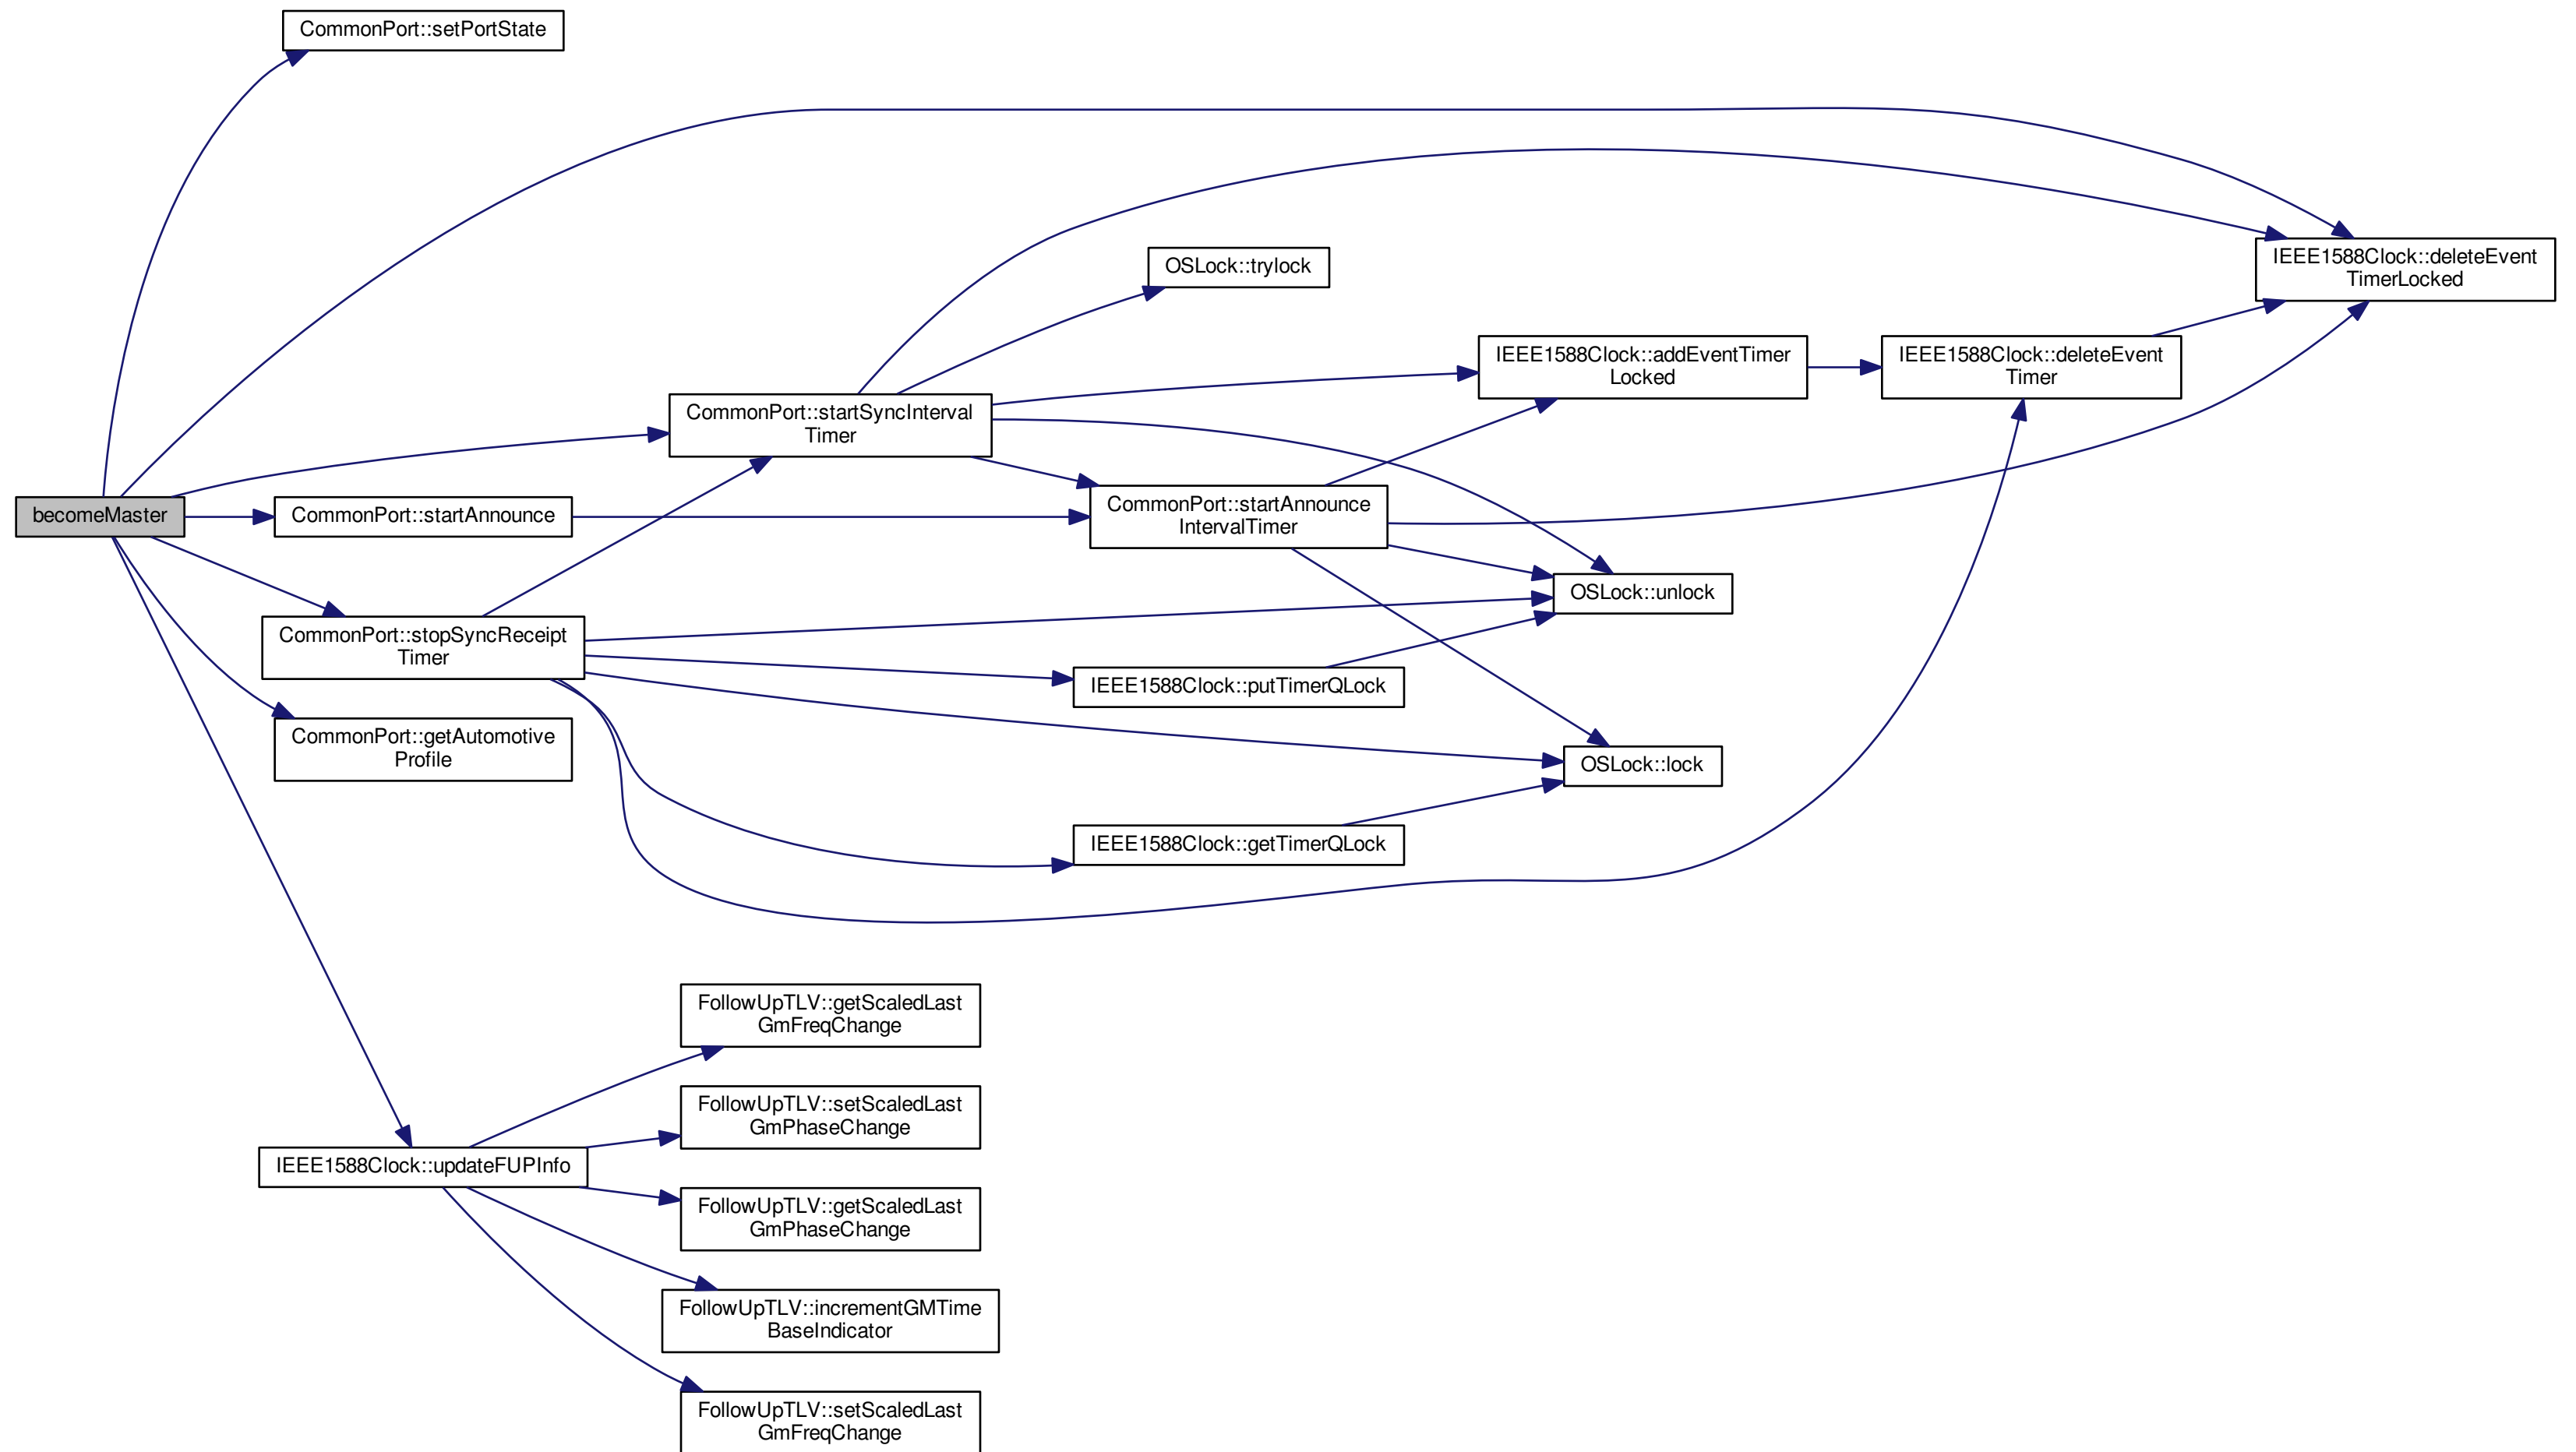 CommonPort::setPortState
IEEE1588Clock::deleteEvent
TimerLocked
OSLock::trylock
IEEE1588Clock::addEventTimer
Locked
IEEE1588Clock::deleteEvent
Timer
CommonPort::startSyncInterval
Timer
becomeMaster
CommonPort::startAnnounce
CommonPort::startAnnounce
IntervalTimer
OSLock::unlock
CommonPort::stopSyncReceipt
Timer
IEEE1588Clock::putTimerQLock
CommonPort::getAutomotive
Profile
OSLock::lock
IEEE1588Clock::getTimerQLock
FollowUpTLV::getScaledLast
GmFreqChange
FollowUpTLV::setScaledLast
GmPhaseChange
IEEE1588Clock::updateFUPInfo
FollowUpTLV::getScaledLast
GmPhaseChange
FollowUpTLV::incrementGMTime
BaseIndicator
FollowUpTLV::setScaledLast
GmFreqChange